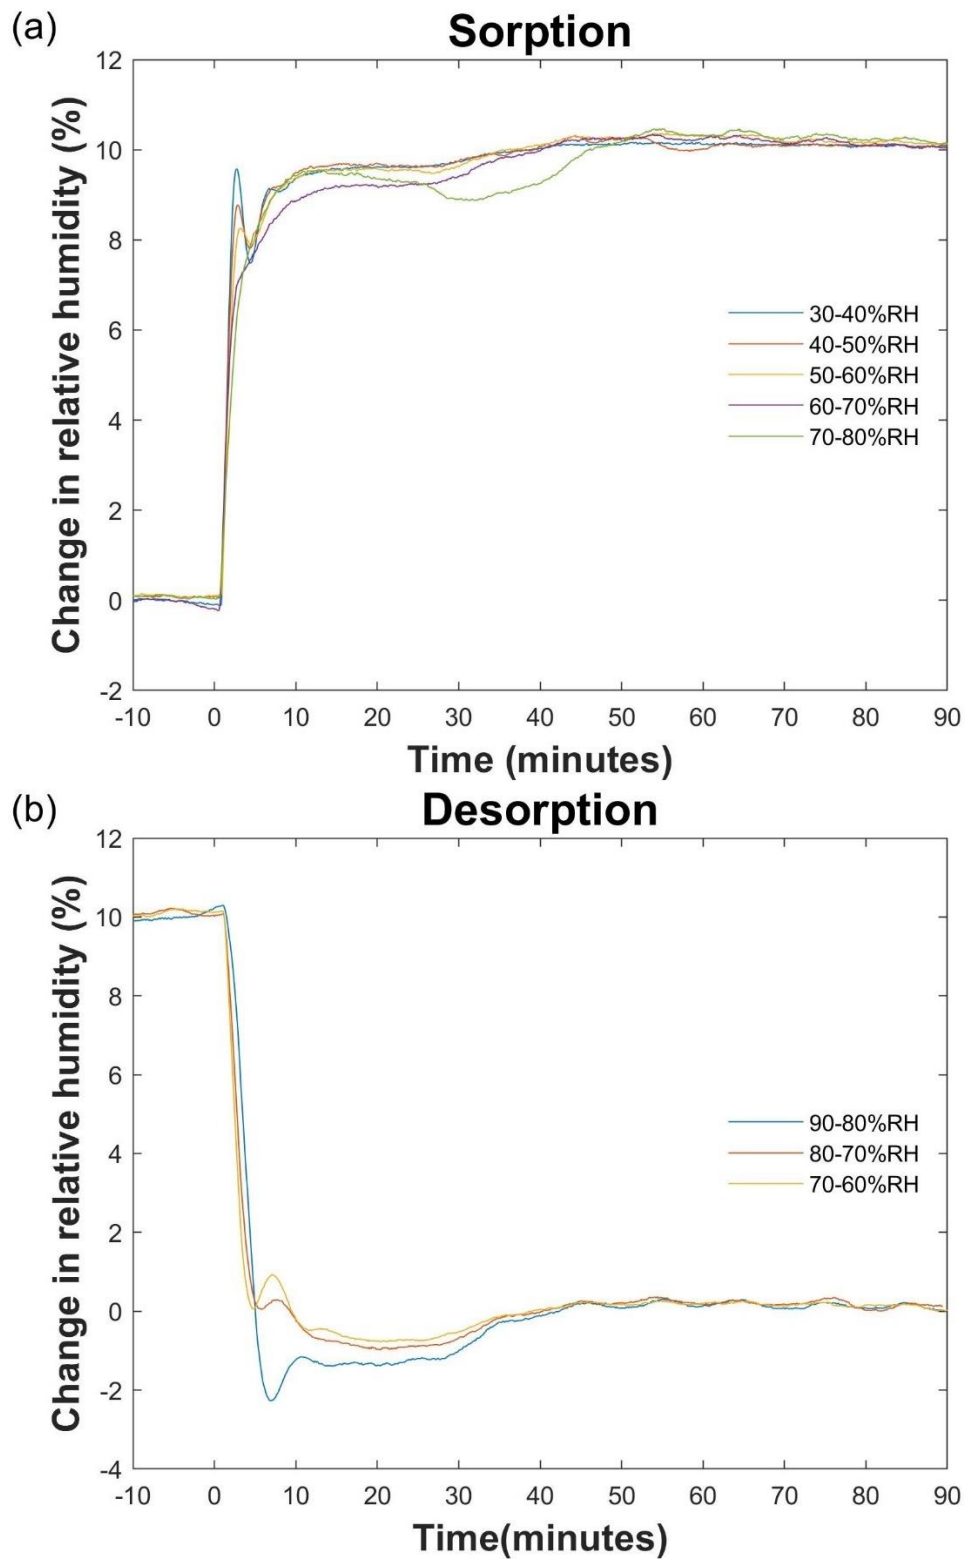 (a)
Sorption
Change in relative humidity (%)
12
10
8
6
4
2
0
-2
-10 0 10 20 30 40 50 60 70 80 90
Time (minutes)
30-40%RH
40-50%RH
50-60%RH
60-70%RH
70-80%RH
(b)
Desorption
Change in relative humidity (%)
12
10
8
6
4
2
0
-2
-4
-10 0 10 20 30 40 50 60 70 80 90
Time(minutes)
90-80%RH
80-70%RH
70-60%RH